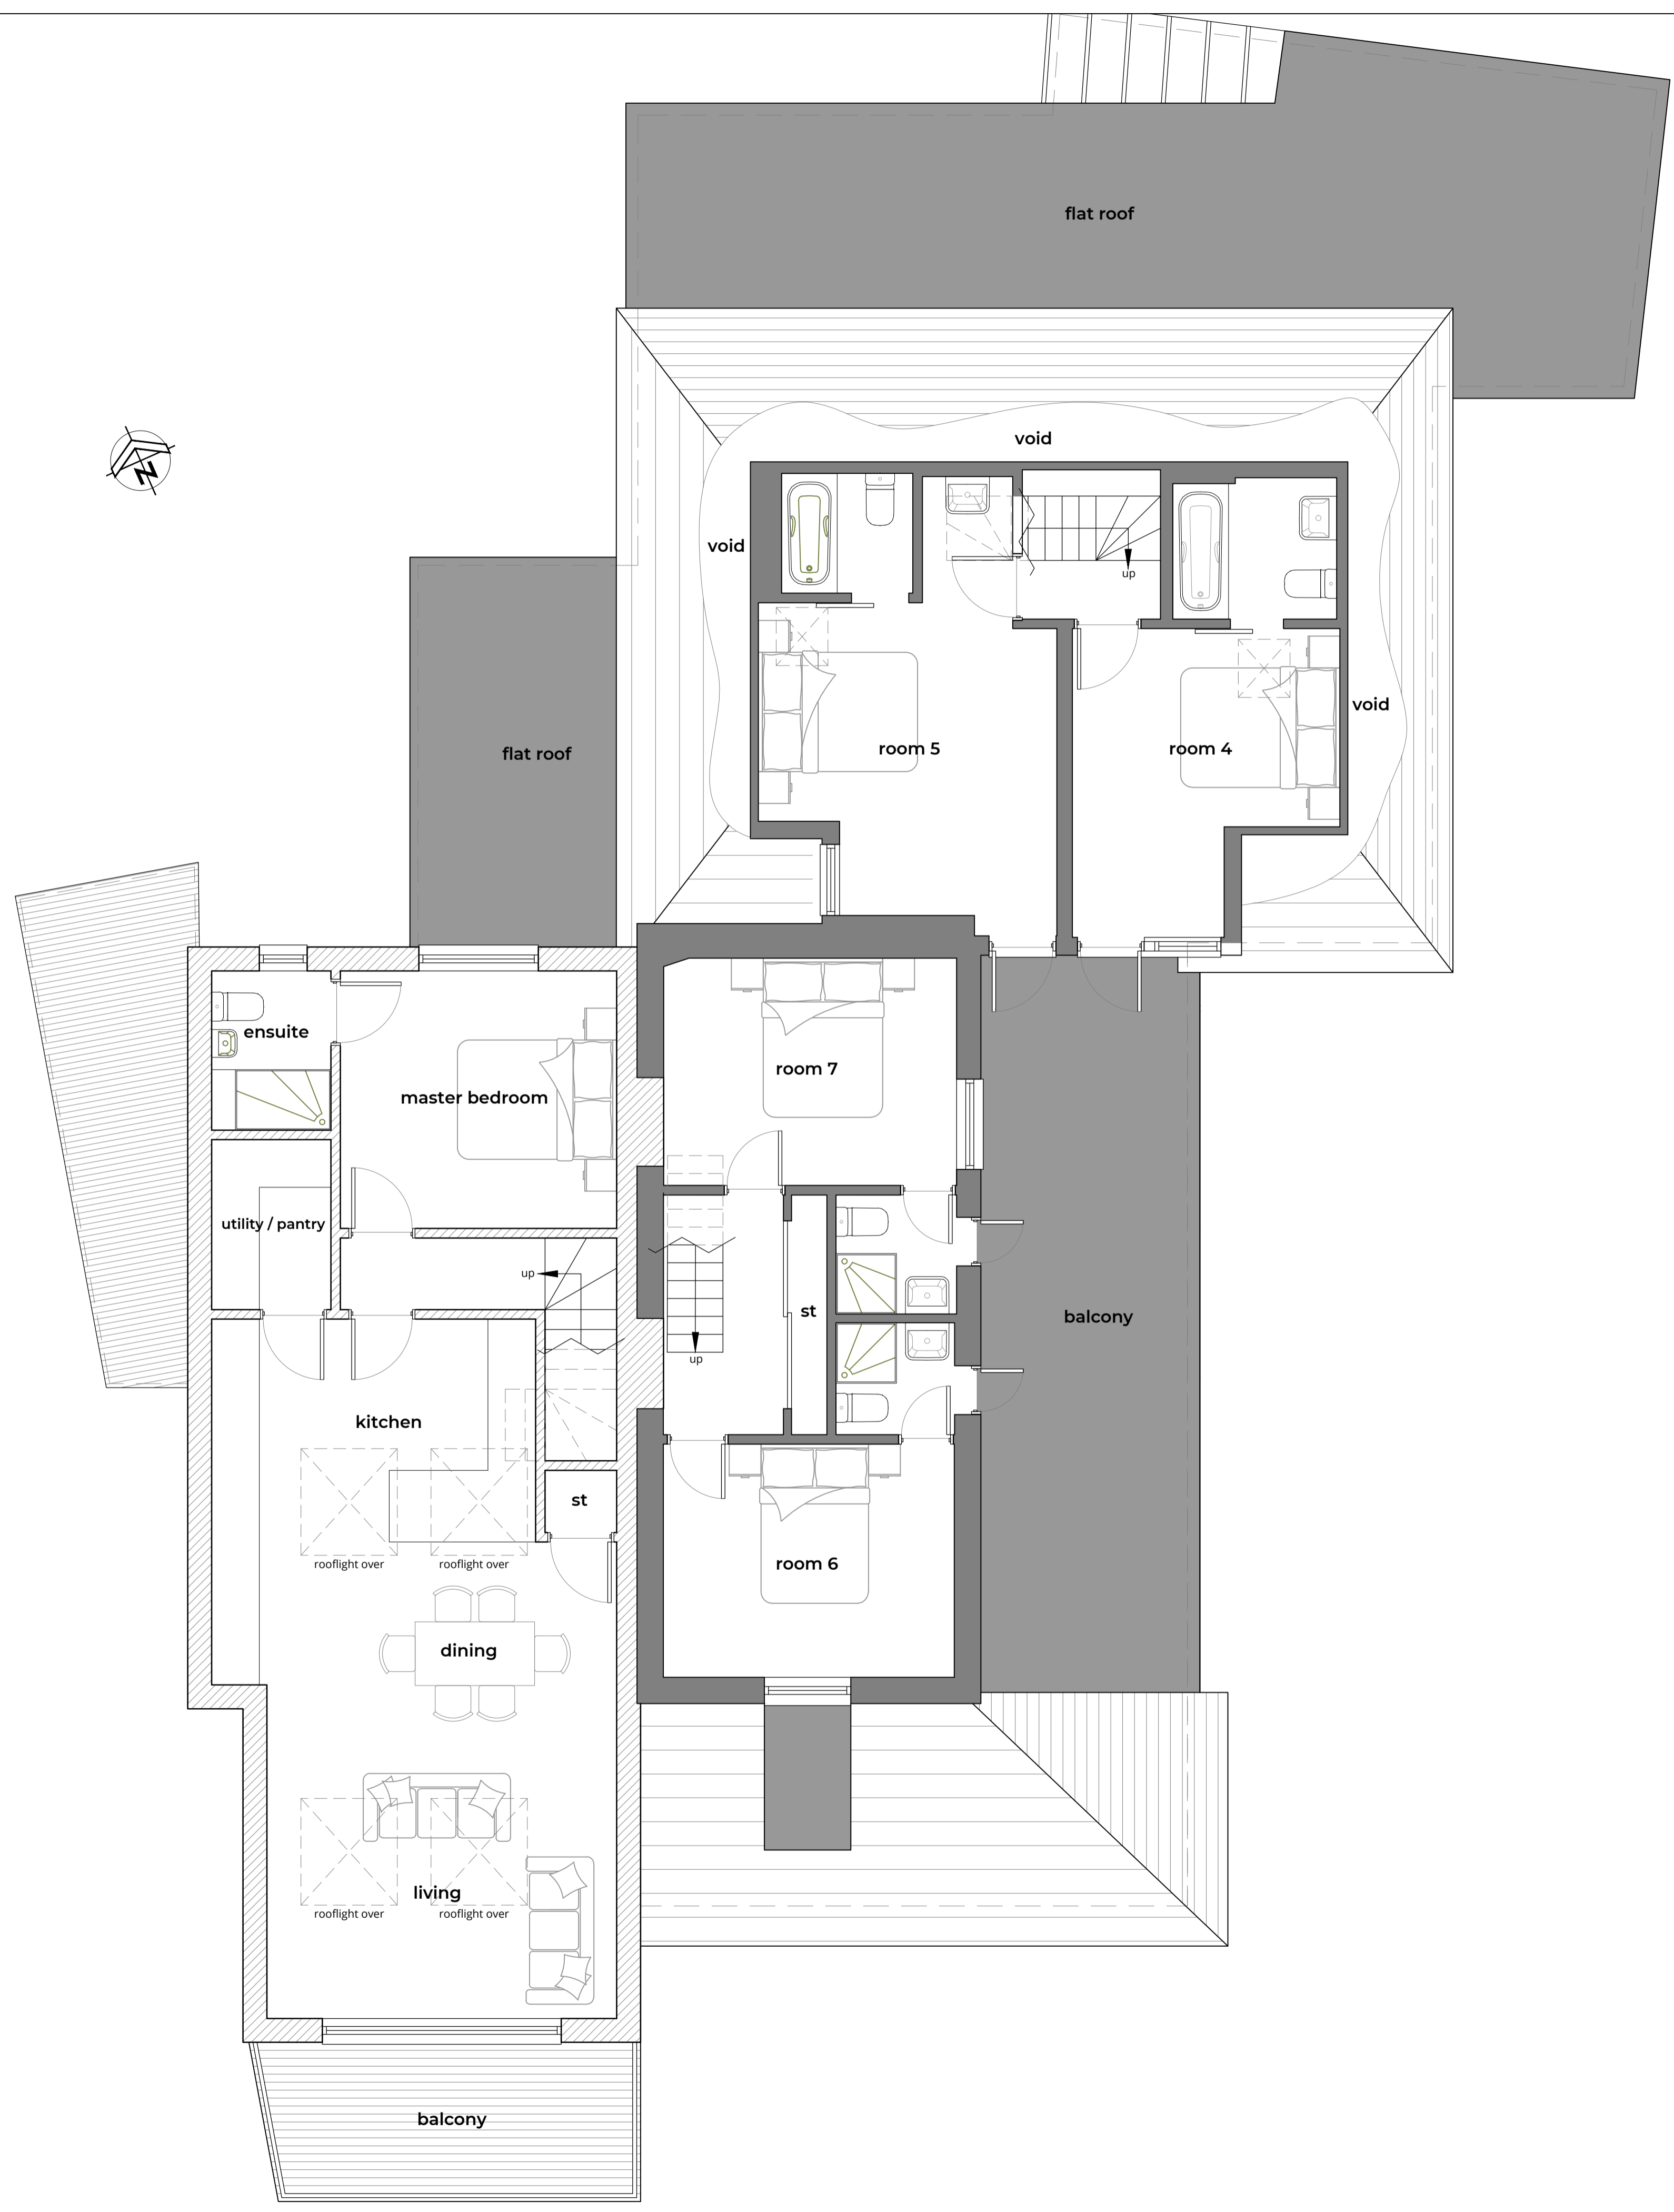 flat roof
void
N
void
up
void
room 5
room 4
flat roof
ensuite
room 7
master bedroom
utility / pantry
up
st
balcony
up
kitchen
st
rooflight over
rooflight over
room 6
dining
living
rooflight over
rooflight over
balcony